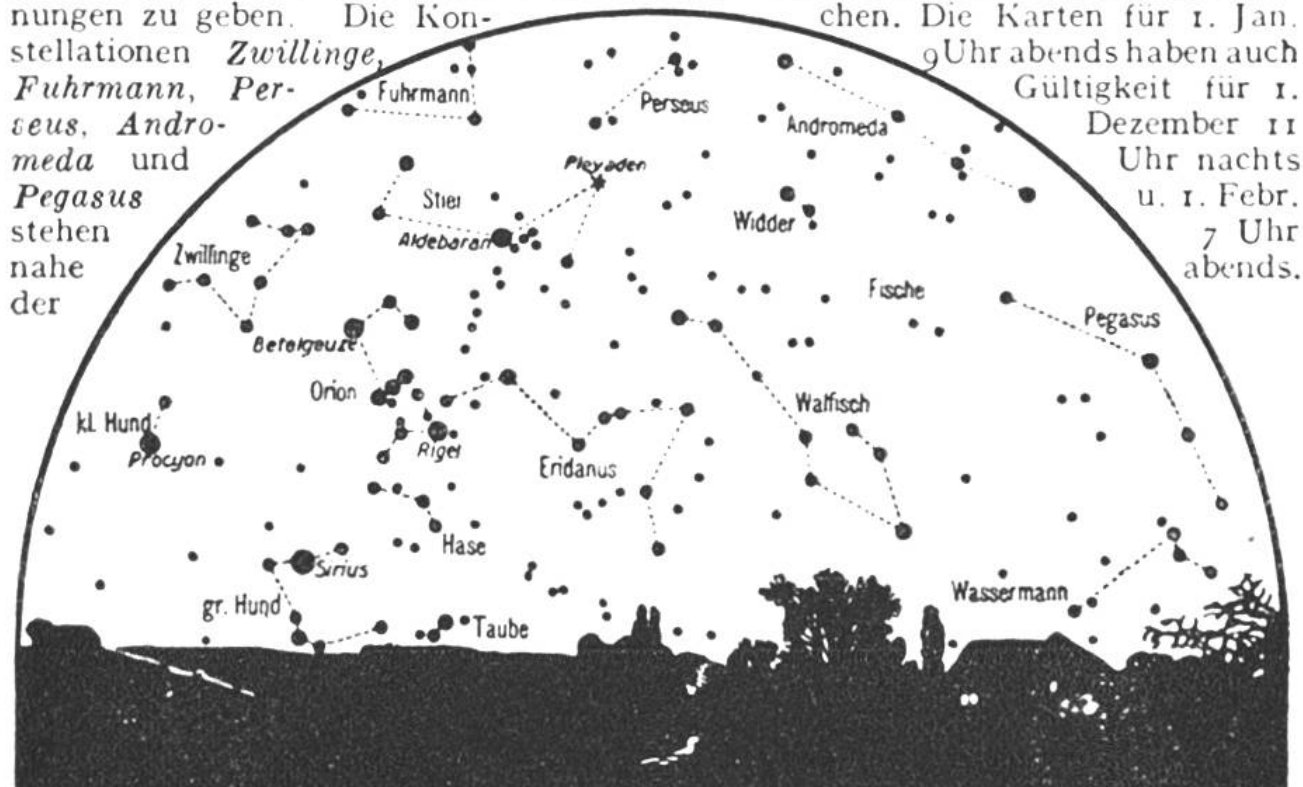 nungen zu geben. Die Kon-
stellationen Zwillinge,
Fuhrmann, Per-
seus, Andro-
meda und
Pegasus
stehen
nahe
der
chen. Die Karten für 1. Jan.
9 Uhr abends haben auch
Gültigkeit für 1.
Dezember 11
Uhr nachts
u. 1. Febr.
7 Uhr
abends.
Fuhrmann
Perseus
Andromeda
Pleyaden
Stier
Widder
Aldebaran
Zwillinge
Fische
Pegasus
Beteigeuze
Orion
Walfisch
kl. Hund
Procyon
Rigel
Eridanus
Hase
Sirius
gr. Hund
Wassermann
Taube